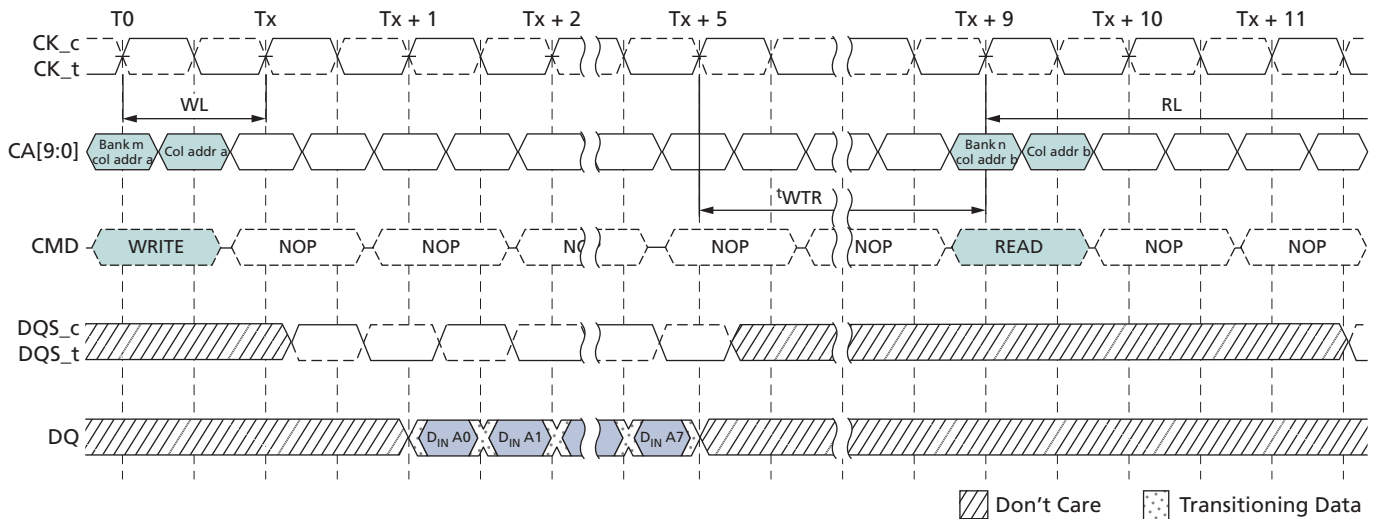 T0 Tx Tx + 1 Tx + 2 Tx + 5 Tx + 9 Tx + 10 Tx + 11
CK_c
CK_t
WL RL
CA[9:0] Bank m Col addr a Bank n Col addr b
col addr a col addr b
tWTR
CMD WRITE NOP NOP NOP NOP READ NOP NOP
DQS_c
DQS_t
DQ DIN A0 DIN A1 DIN A7
Don't Care Transitioning Data